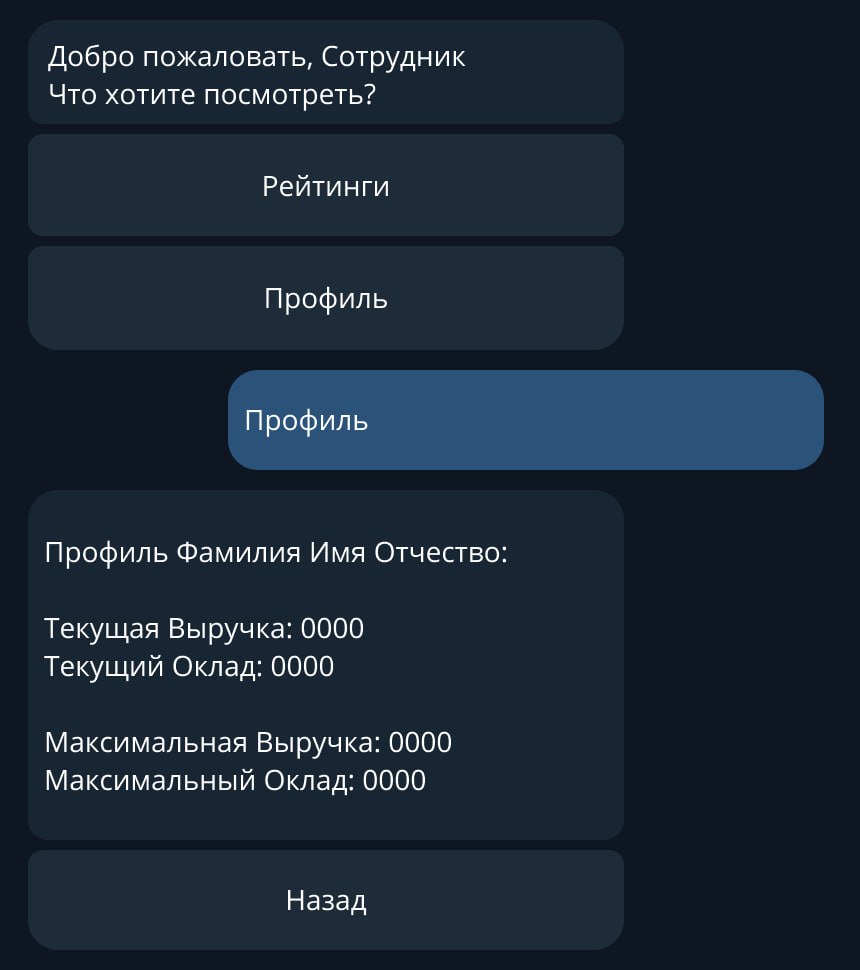 Добро пожаловать, Сотрудник
Что хотите посмотреть?
Рейтинги
Профиль
Профиль
Профиль Фамилия Имя Отчество:
Текущая Выручка: 0000
Текущий Оклад: 0000
Максимальная Выручка: 0000
Максимальный Оклад: 0000
Назад